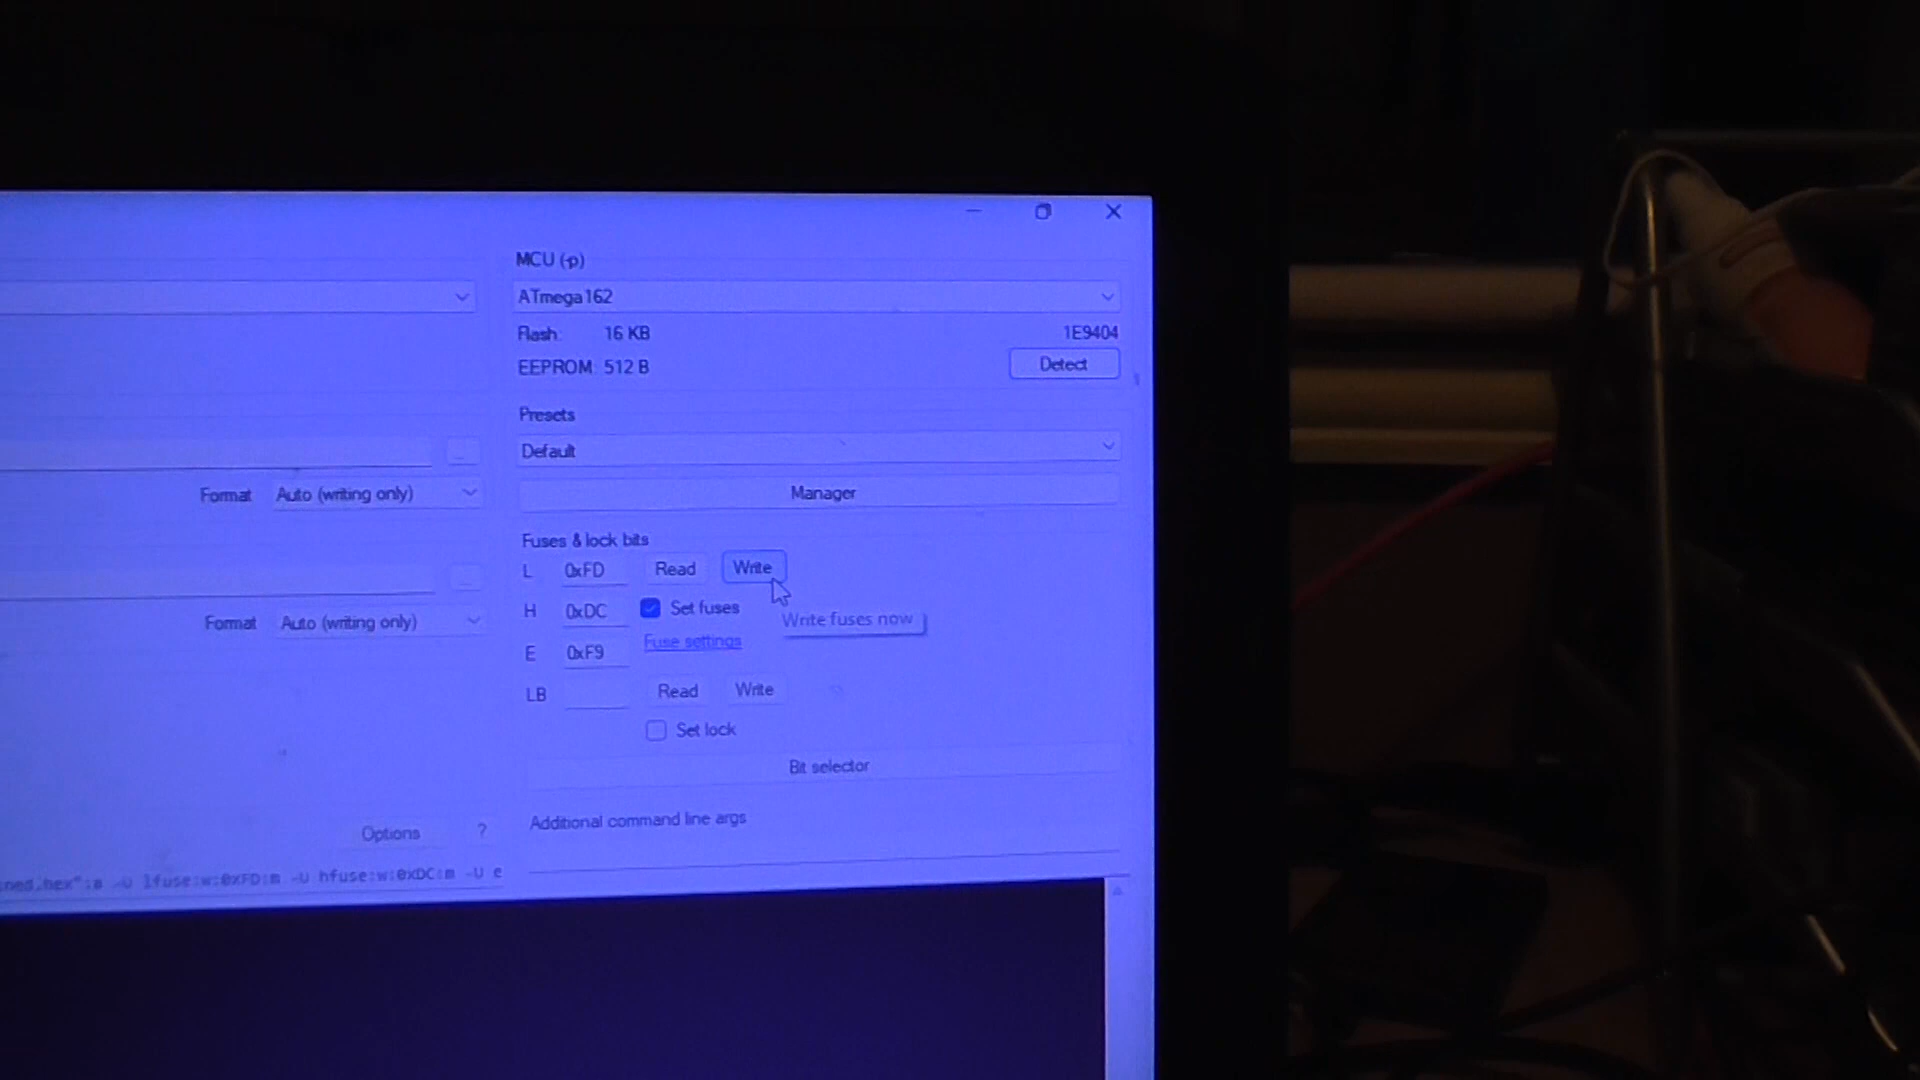 MCU (-p)
ATmega162
Flash: 16 KB 1E9404
EEPROM: 512 B Detect
Presets
Default
Manager
Format Auto (writing only)
Fuses & lock bits
L 0xFD Read Write
H 0xDC Set fuses
Write fuses now
Format Auto (writing only)
Fuse settings
E 0xF9
LB Read Write
Set lock
Bit selector
Options ?
Additional command line args
ned.hex":a -U lfuse:w:0xFD:m -U hfuse:w:0xDC:m -U e